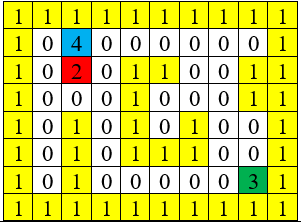 1 1 1 1 1 1 1 1 1 1
1 0 4 0 0 0 0 0 0 1
1 0 2 0 1 1 0 0 1 1
1 0 0 0 1 0 0 0 1 1
1 0 1 0 1 0 1 0 0 1
1 0 1 0 1 1 1 0 0 1
1 0 1 0 0 0 0 0 3 1
1 1 1 1 1 1 1 1 1 1